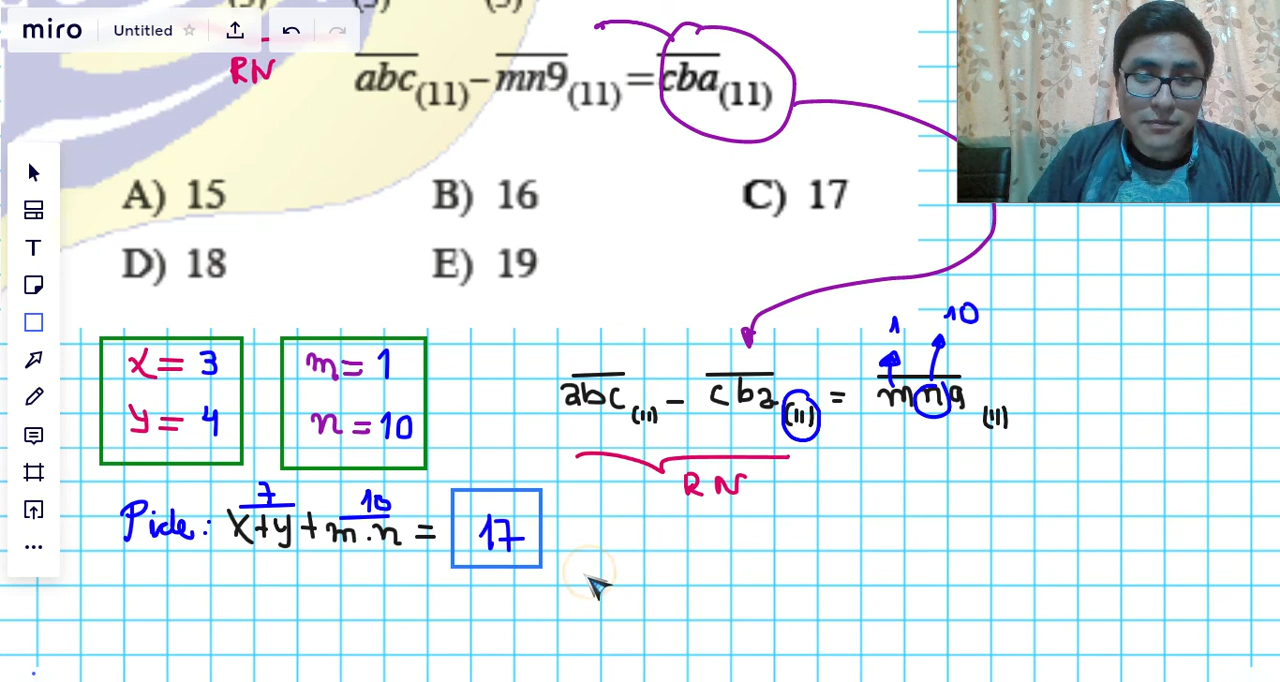 miro Untitled
RN
abc(11) – mn9(11) = cba(11)
A) 15 B) 16 C) 17
D) 18 E) 19
x = 3 m = 1
y = 4 n = 10
1 10
abc (11) – cba (11) = mn9 (11)
RN
7 10
Pide: x+y + m.n = 17
T